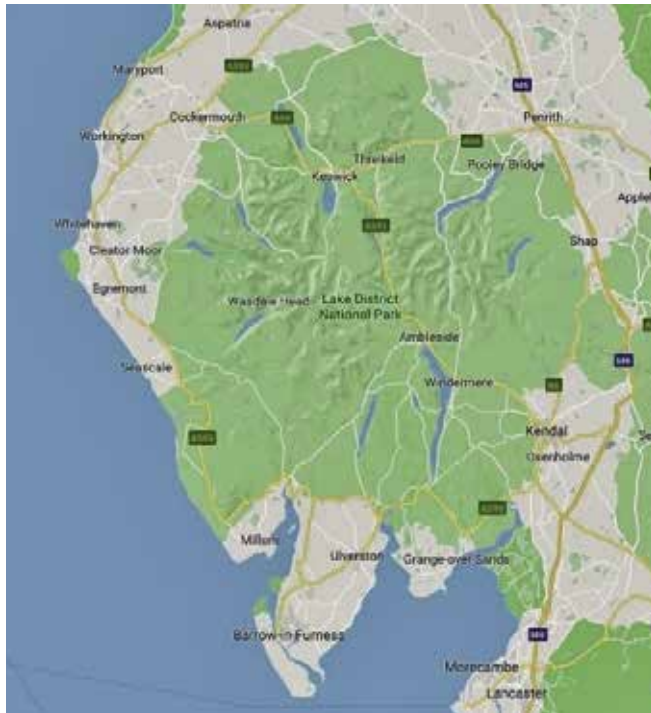 Aspatria
Maryport
Cockermouth
Workington
Penrith
Threlkeld
Pooley Bridge
Keswick
Whitehaven
Cleator Moor
Shap
Egremont
Wasdale Head
Lake District
National Park
Ambleside
Seascale
Windermere
Kendal
Oxenholme
Millom
Ulverston
Grange-over-Sands
Barrow-in-Furness
Morecambe
Lancaster